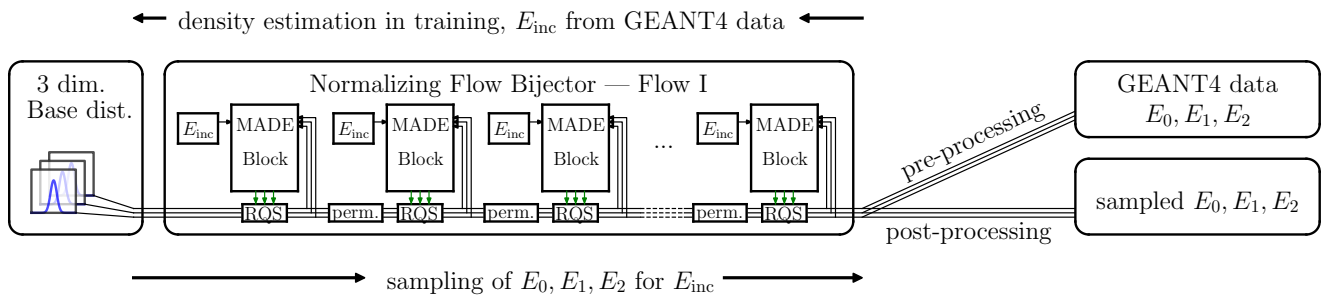 density estimation in training, E_inc from GEANT4 data
3 dim.
Base dist.
Normalizing Flow Bijector — Flow I
E_inc
MADE
Block
RQS
perm.
E_inc
MADE
Block
RQS
perm.
E_inc
MADE
Block
RQS
...
perm.
E_inc
MADE
Block
RQS
pre-processing
post-processing
GEANT4 data
E_0, E_1, E_2
sampled E_0, E_1, E_2
sampling of E_0, E_1, E_2 for E_inc